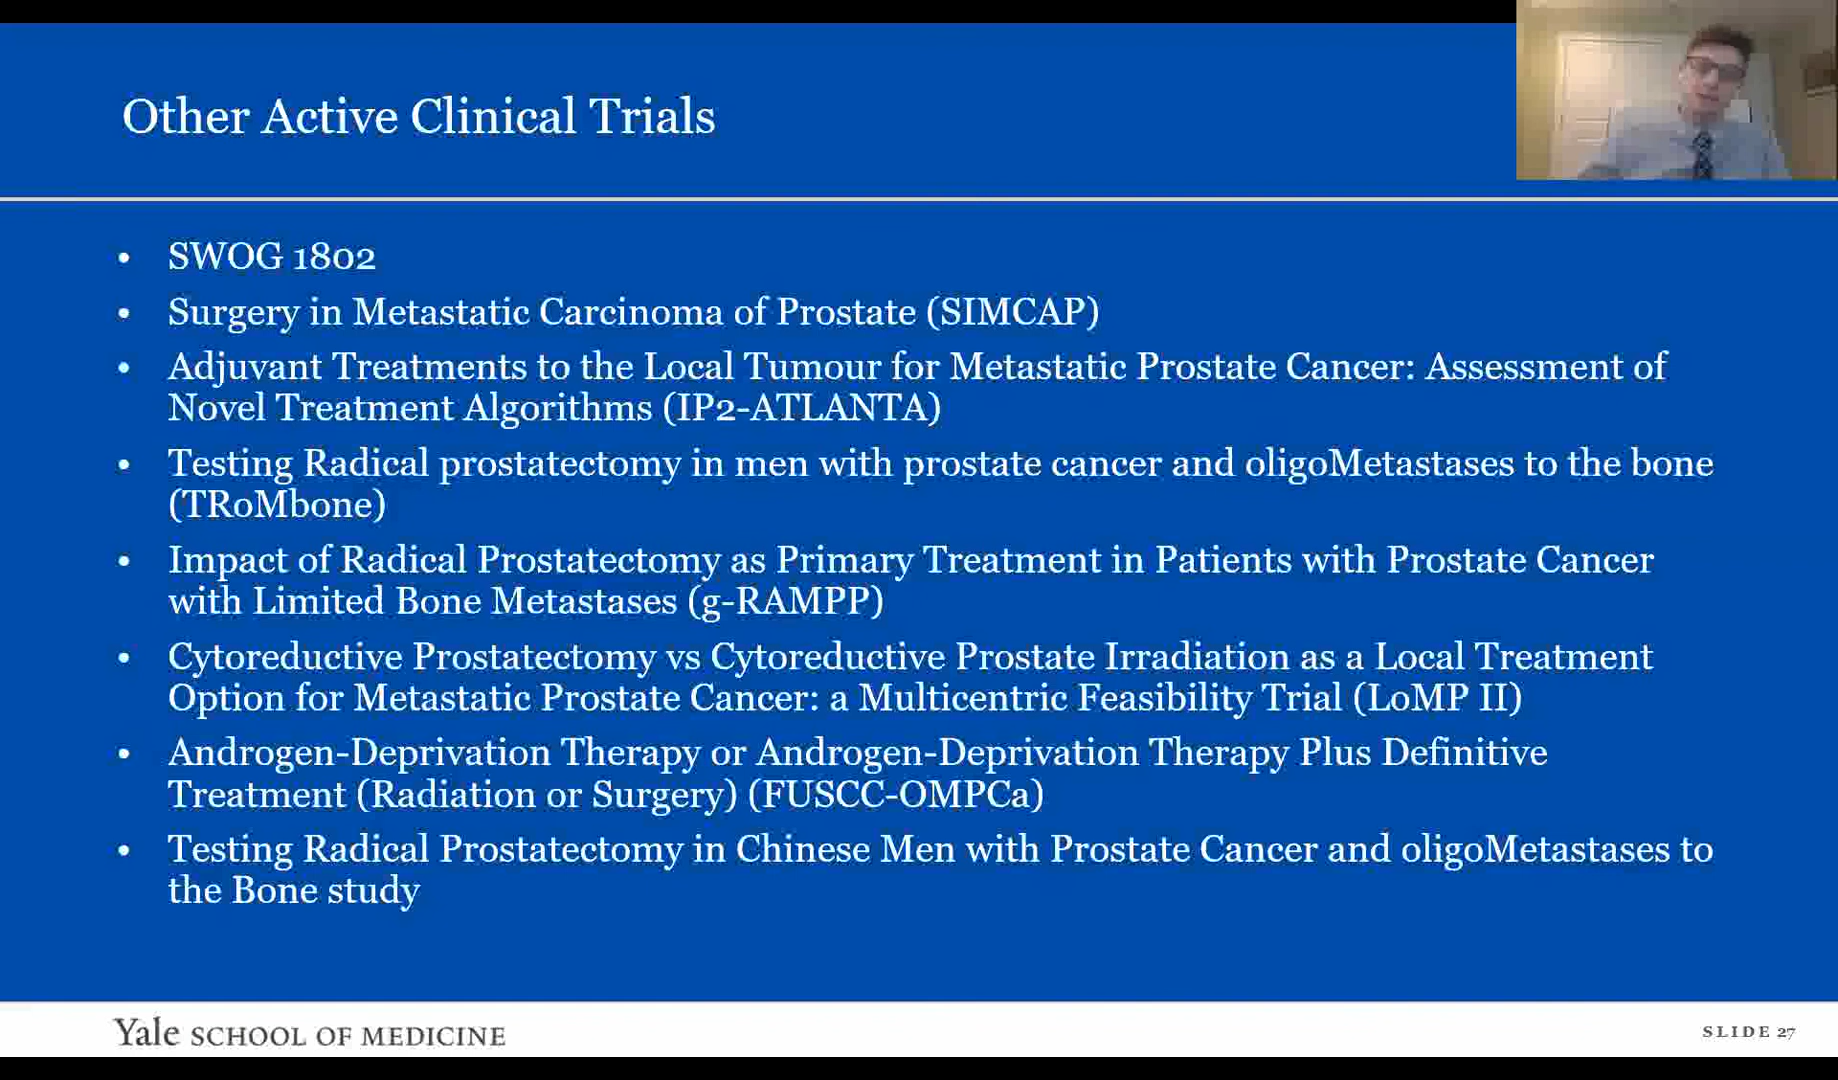 Other Active Clinical Trials
• SWOG 1802
• Surgery in Metastatic Carcinoma of Prostate (SIMCAP)
• Adjuvant Treatments to the Local Tumour for Metastatic Prostate Cancer: Assessment of
Novel Treatment Algorithms (IP2-ATLANTA)
• Testing Radical prostatectomy in men with prostate cancer and oligoMetastases to the bone
(TRoMbone)
• Impact of Radical Prostatectomy as Primary Treatment in Patients with Prostate Cancer
with Limited Bone Metastases (g-RAMPP)
• Cytoreductive Prostatectomy vs Cytoreductive Prostate Irradiation as a Local Treatment
Option for Metastatic Prostate Cancer: a Multicentric Feasibility Trial (LoMP II)
• Androgen-Deprivation Therapy or Androgen-Deprivation Therapy Plus Definitive
Treatment (Radiation or Surgery) (FUSCC-OMPCa)
• Testing Radical Prostatectomy in Chinese Men with Prostate Cancer and oligoMetastases to
the Bone study
Yale SCHOOL OF MEDICINE
SLIDE 27